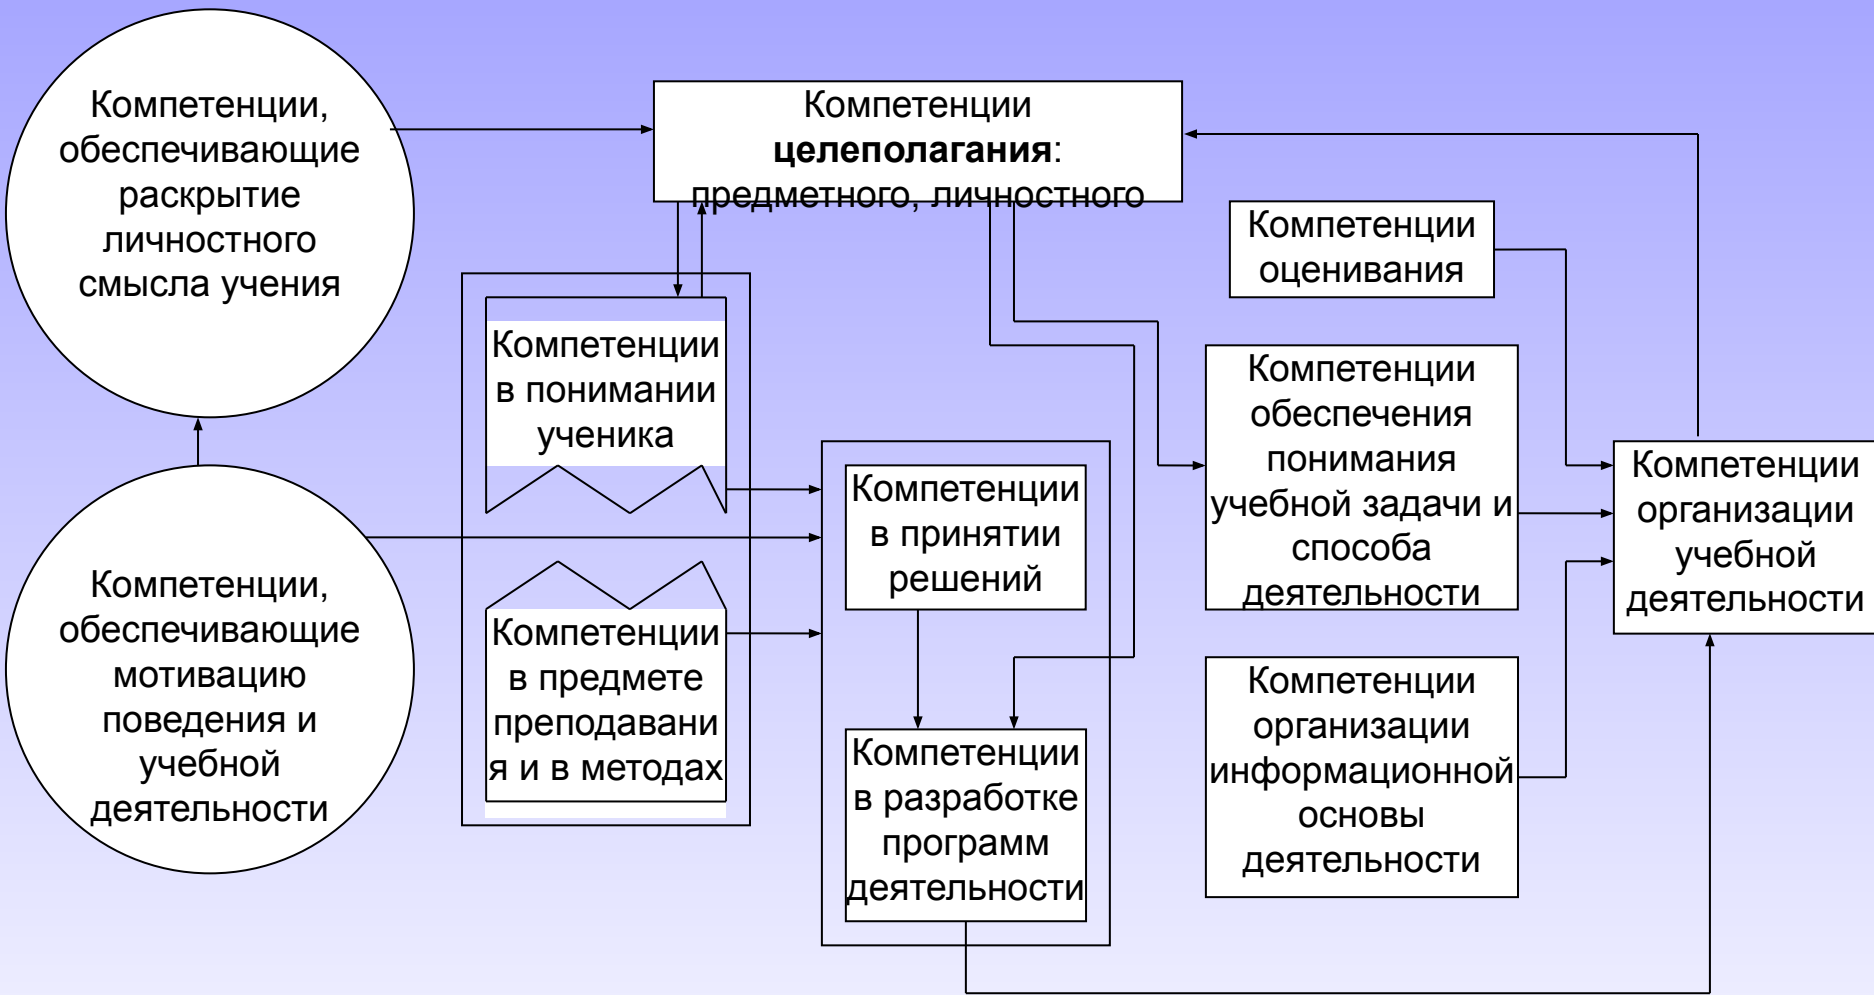 Компетенции,
обеспечивающие
раскрытие
личностного
смысла учения
Компетенции
целеполагания:
предметного, личностного
Компетенции
оценивания
Компетенции
в понимании
ученика
Компетенции
обеспечения
понимания
учебной задачи и
способа
деятельности
Компетенции
организации
учебной
деятельности
Компетенции
в принятии
решений
Компетенции,
обеспечивающие
мотивацию
поведения и
учебной
деятельности
Компетенции
в предмете
преподавани
я и в методах
Компетенции
в разработке
программ
деятельности
Компетенции
организации
информационной
основы
деятельности